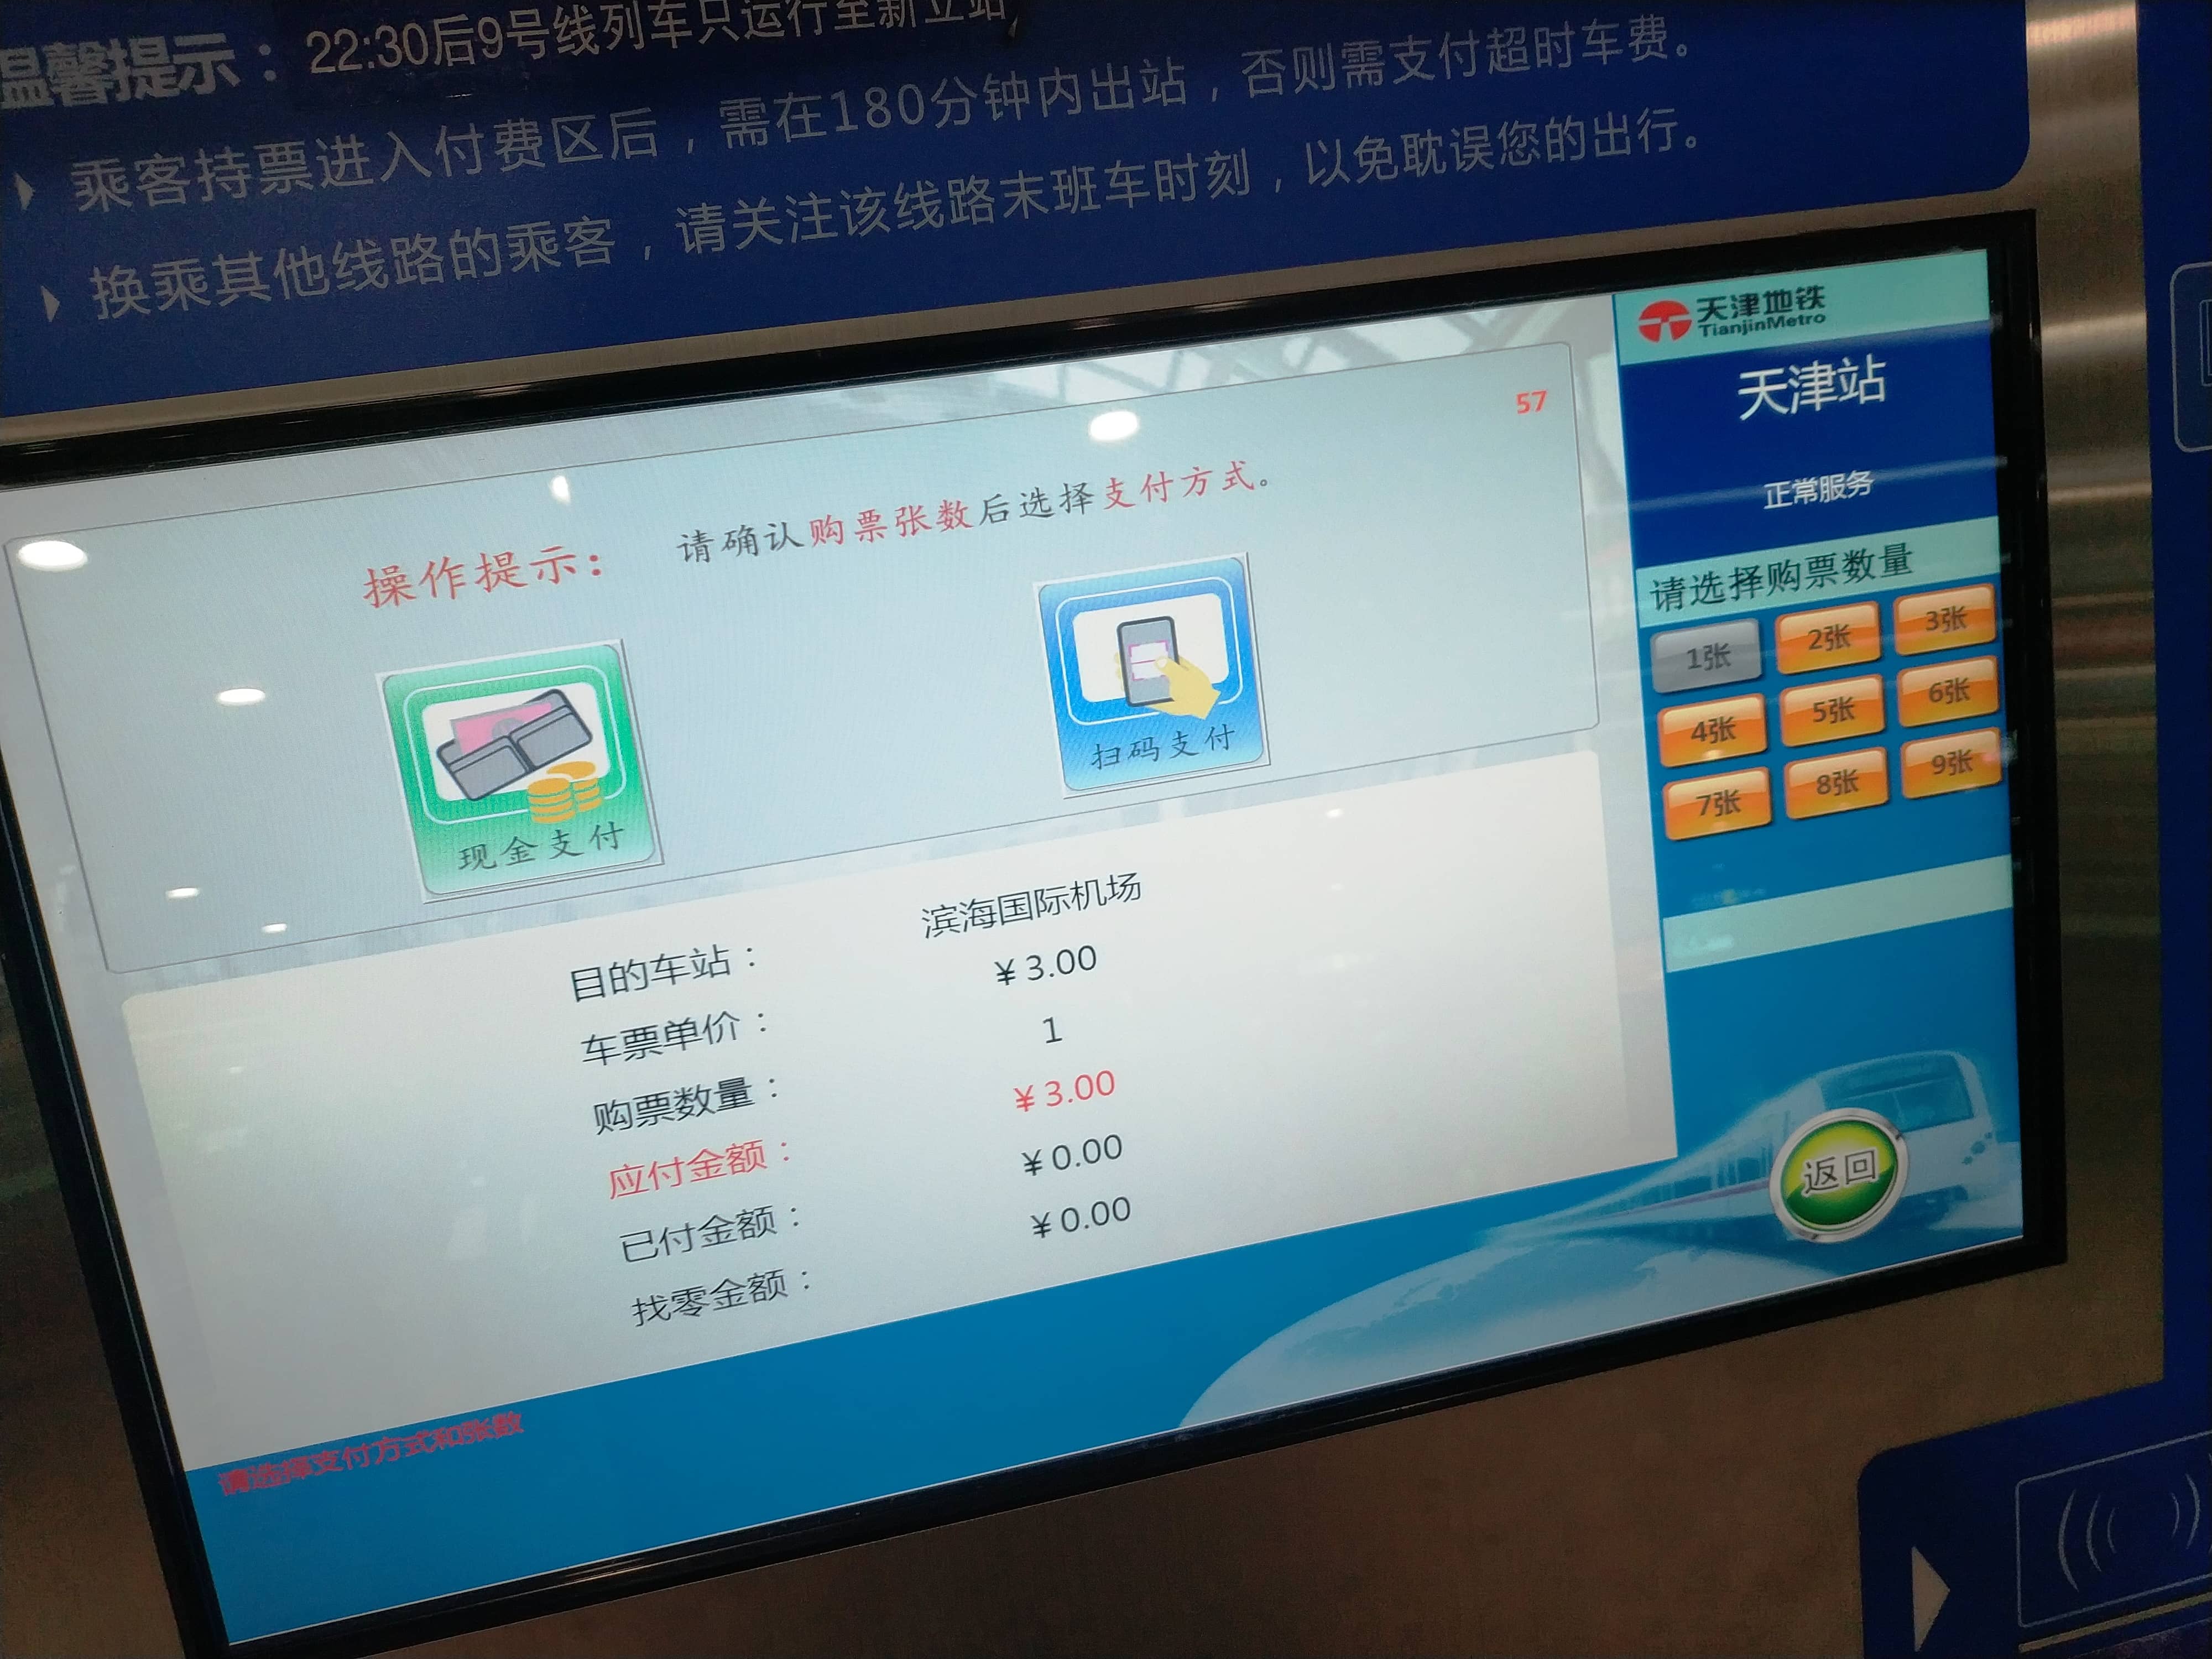 温馨提示：22:30后9号线列车只运行至新立站，
乘客持票进入付费区后，需在180分钟内出站，否则需支付超时车费。
换乘其他线路的乘客，请关注该线路末班车时刻，以免耽误您的出行。
天津地铁
TianjinMetro
天津站
正常服务
57
操作提示： 请确认购票张数后选择支付方式。
现金支付
扫码支付
请选择购票数量
1张 2张 3张
4张 5张 6张
7张 8张 9张
目的车站： 滨海国际机场
车票单价： ¥3.00
购票数量： 1
应付金额： ¥3.00
已付金额： ¥0.00
找零金额： ¥0.00
返回
请选择支付方式和张数